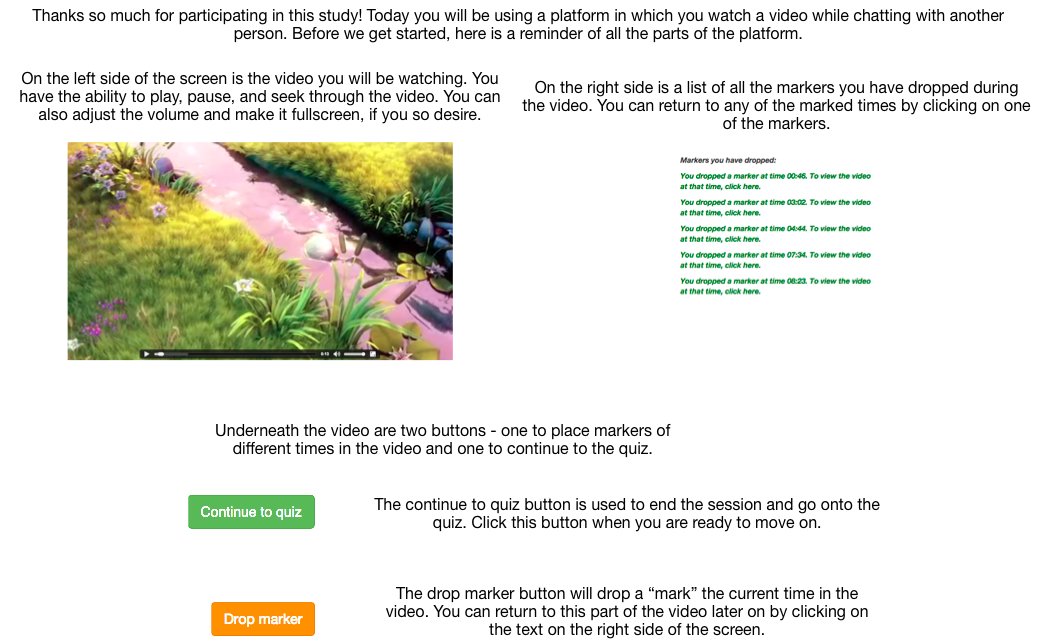 Thanks so much for participating in this study! Today you will be using a platform in which you watch a video while chatting with another
person. Before we get started, here is a reminder of all the parts of the platform.
On the left side of the screen is the video you will be watching. You
have the ability to play, pause, and seek through the video. You can
also adjust the volume and make it fullscreen, if you so desire.
On the right side is a list of all the markers you have dropped during
the video. You can return to any of the marked times by clicking on one
of the markers.
Markers you have dropped:
You dropped a marker at time 00:46. To view the video
at that time, click here.
You dropped a marker at time 03:02. To view the video
at that time, click here.
You dropped a marker at time 04:44. To view the video
at that time, click here.
You dropped a marker at time 07:34. To view the video
at that time, click here.
You dropped a marker at time 08:23. To view the video
at that time, click here.
Underneath the video are two buttons - one to place markers of
different times in the video and one to continue to the quiz.
Continue to quiz
The continue to quiz button is used to end the session and go onto the
quiz. Click this button when you are ready to move on.
Drop marker
The drop marker button will drop a “mark” the current time in the
video. You can return to this part of the video later on by clicking on
the text on the right side of the screen.